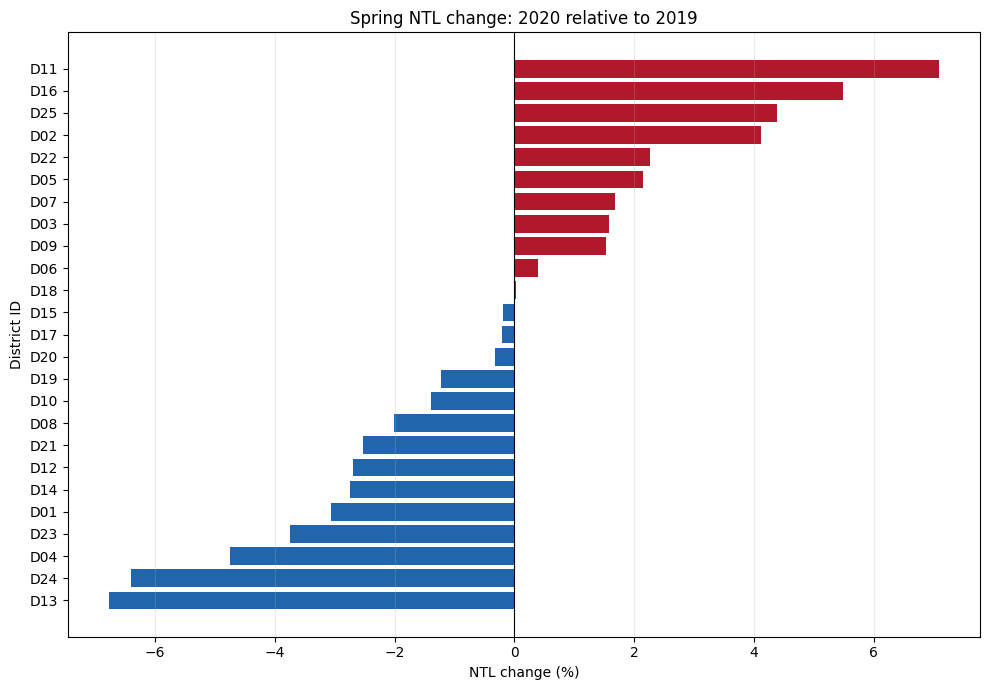 Spring NTL change: 2020 relative to 2019
District ID
D11
D16
D25
D02
D22
D05
D07
D03
D09
D06
D18
D15
D17
D20
D19
D10
D08
D21
D12
D14
D01
D23
D04
D24
D13
−6 −4 −2 0 2 4 6
NTL change (%)